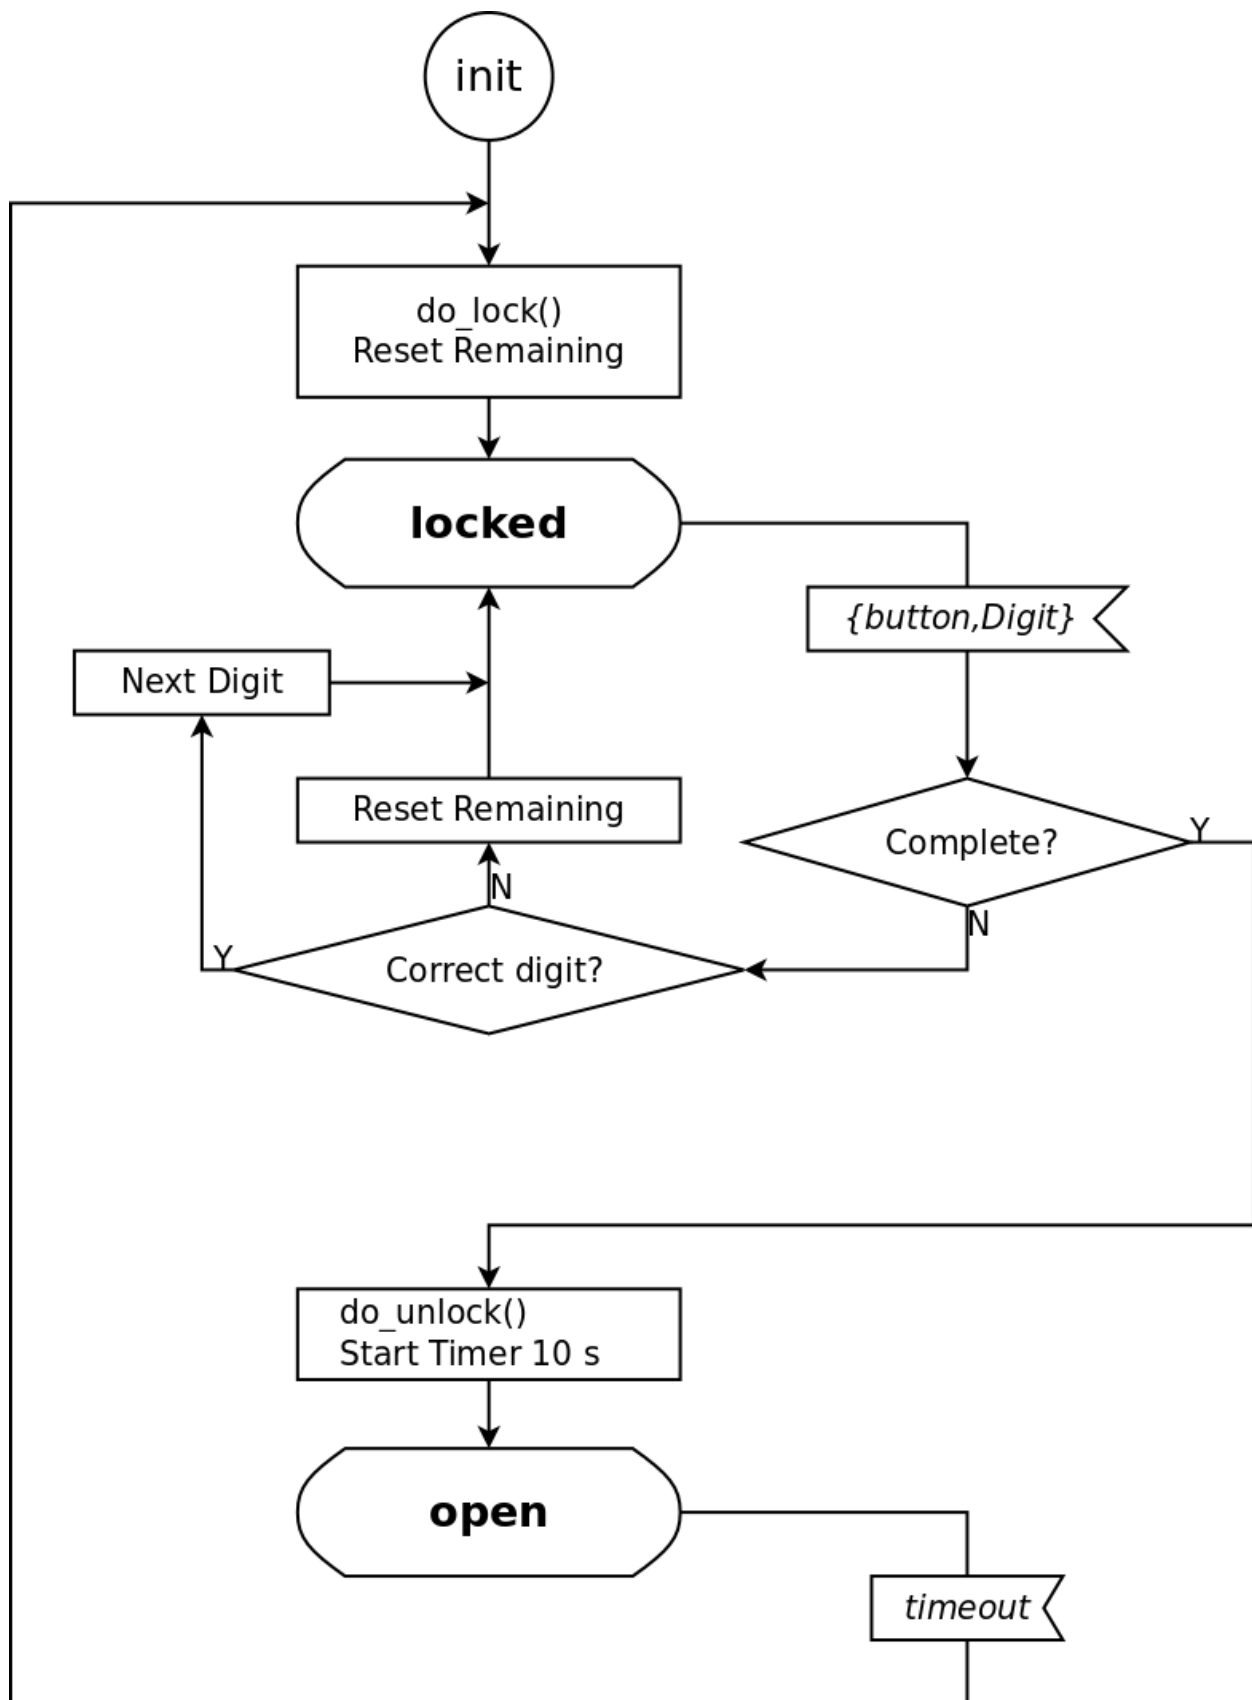 init
do_lock()
Reset Remaining
locked
{button,Digit}
Next Digit
Reset Remaining
Complete?
Y
N
N
Y
Correct digit?
do_unlock()
Start Timer 10 s
open
timeout